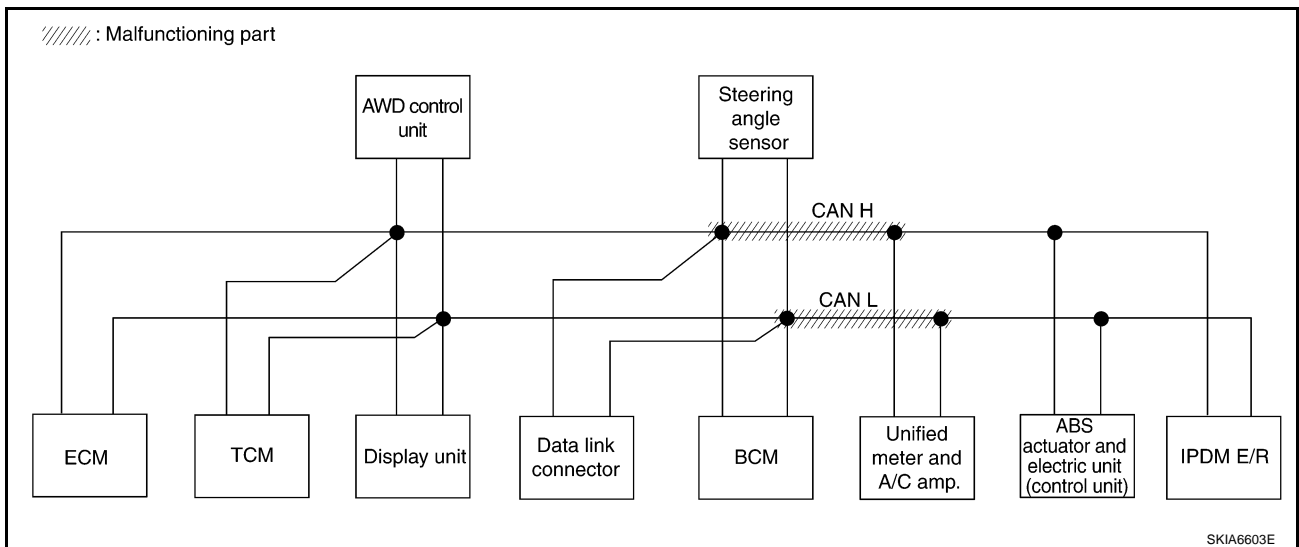 : Malfunctioning part
AWD control
unit
Steering
angle
sensor
CAN H
CAN L
ECM
TCM
Display unit
Data link
connector
BCM
Unified
meter and
A/C amp.
ABS
actuator and
electric unit
(control unit)
IPDM E/R
SKIA6603E